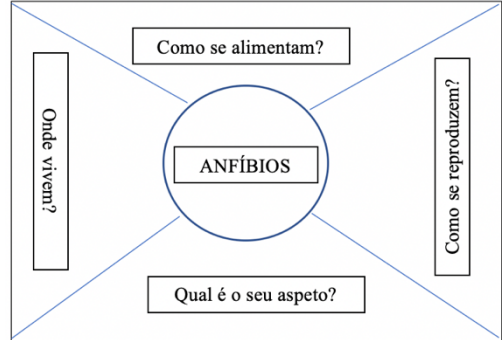 Como se alimentam?
Onde vivem?
ANFÍBIOS
Como se reproduzem?
Qual é o seu aspeto?